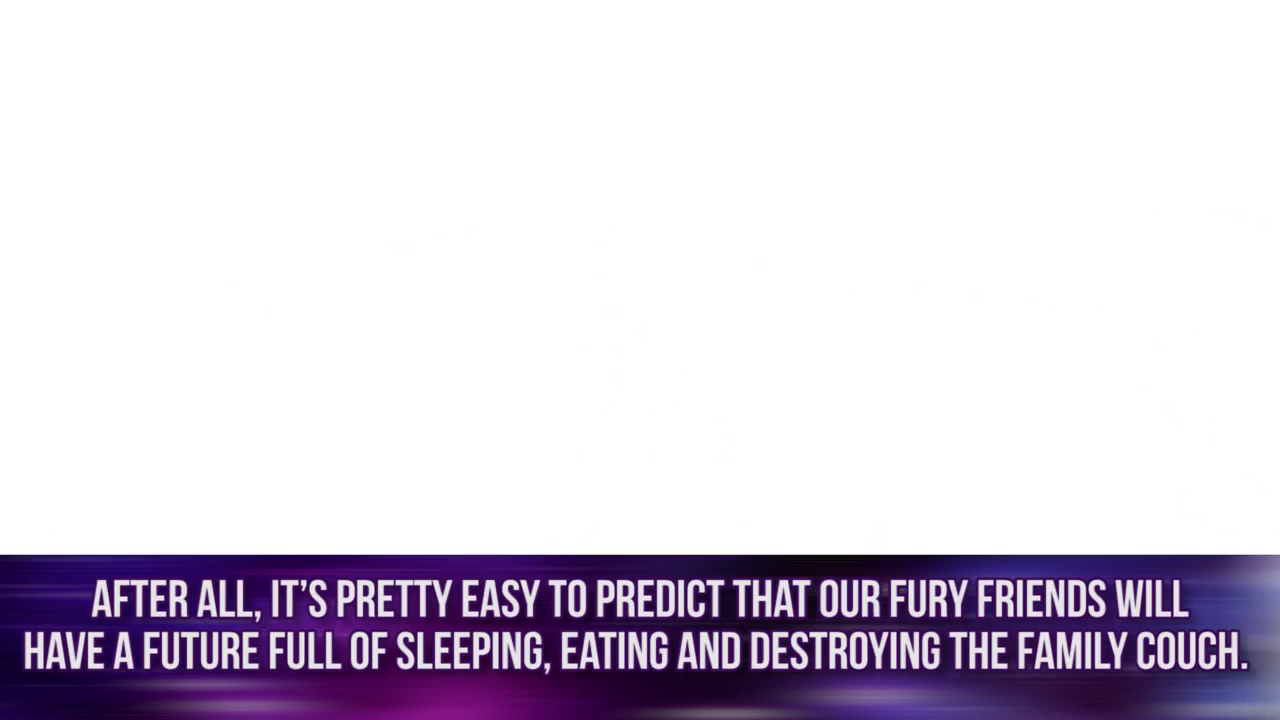 AFTER ALL, IT’S PRETTY EASY TO PREDICT THAT OUR FURY FRIENDS WILL
HAVE A FUTURE FULL OF SLEEPING, EATING AND DESTROYING THE FAMILY COUCH.